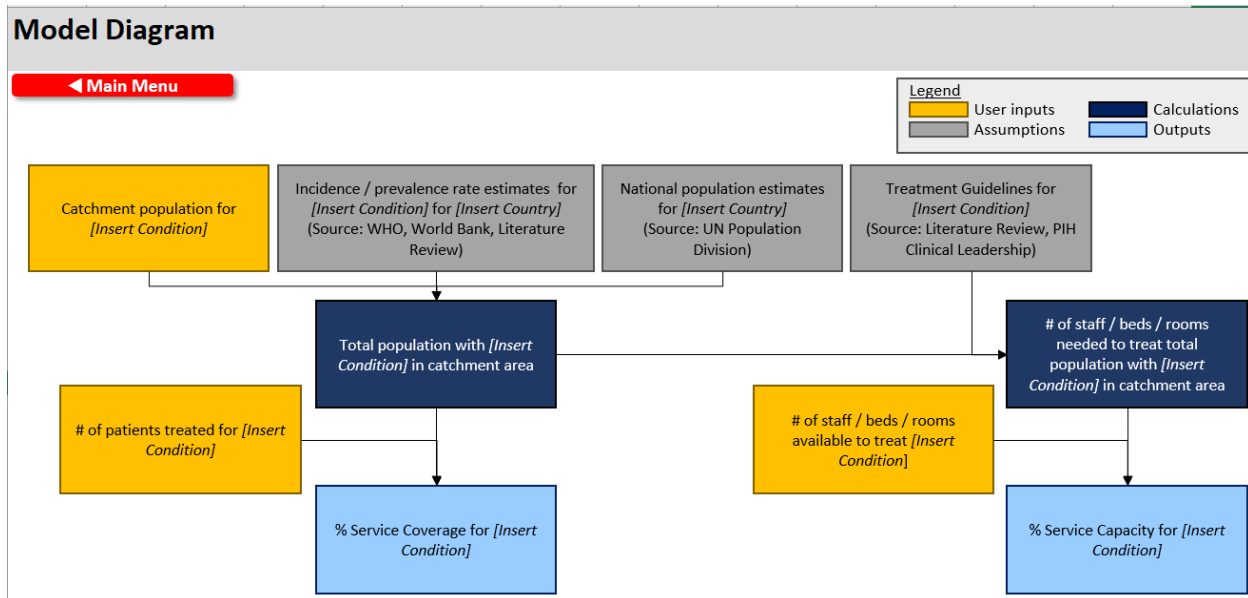 Model Diagram
◀ Main Menu
Legend
User inputs
Calculations
Assumptions
Outputs
Catchment population for
[Insert Condition]
Incidence / prevalence rate estimates for
[Insert Condition] for [Insert Country]
(Source: WHO, World Bank, Literature
Review)
National population estimates
for [Insert Country]
(Source: UN Population
Division)
Treatment Guidelines for
[Insert Condition]
(Source: Literature Review, PIH
Clinical Leadership)
Total population with [Insert
Condition] in catchment area
# of staff / beds / rooms
needed to treat total
population with [Insert
Condition] in catchment area
# of patients treated for [Insert
Condition]
# of staff / beds / rooms
available to treat [Insert
Condition]
% Service Coverage for [Insert
Condition]
% Service Capacity for [Insert
Condition]